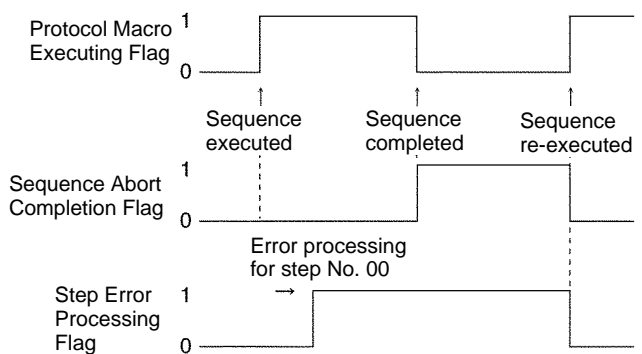 Protocol Macro
Executing Flag
1
0
Sequence
executed
Sequence
completed
Sequence
re-executed
Sequence Abort
Completion Flag
1
0
Error processing
for step No. 00
Step Error
Processing
Flag
1
0